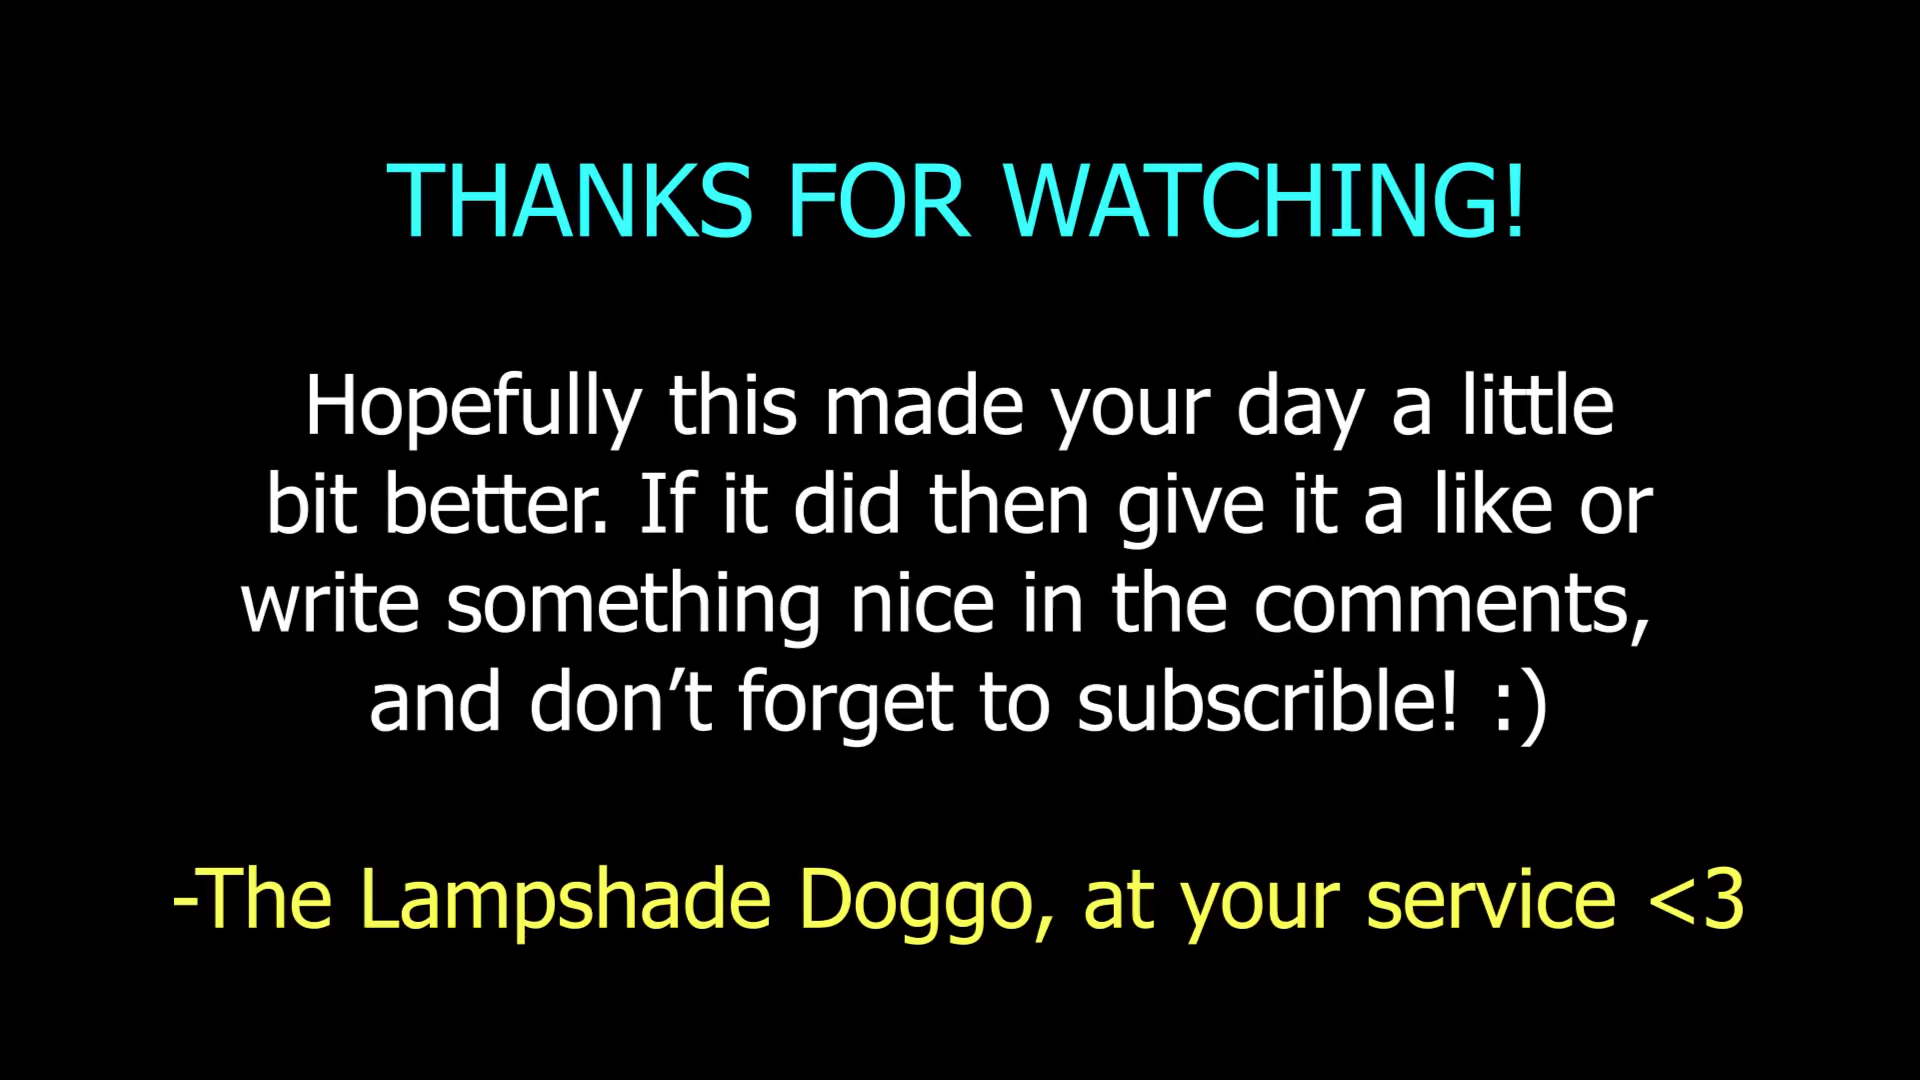 THANKS FOR WATCHING!
Hopefully this made your day a little
bit better. If it did then give it a like or
write something nice in the comments,
and don’t forget to subscrible! :)
-The Lampshade Doggo, at your service <3